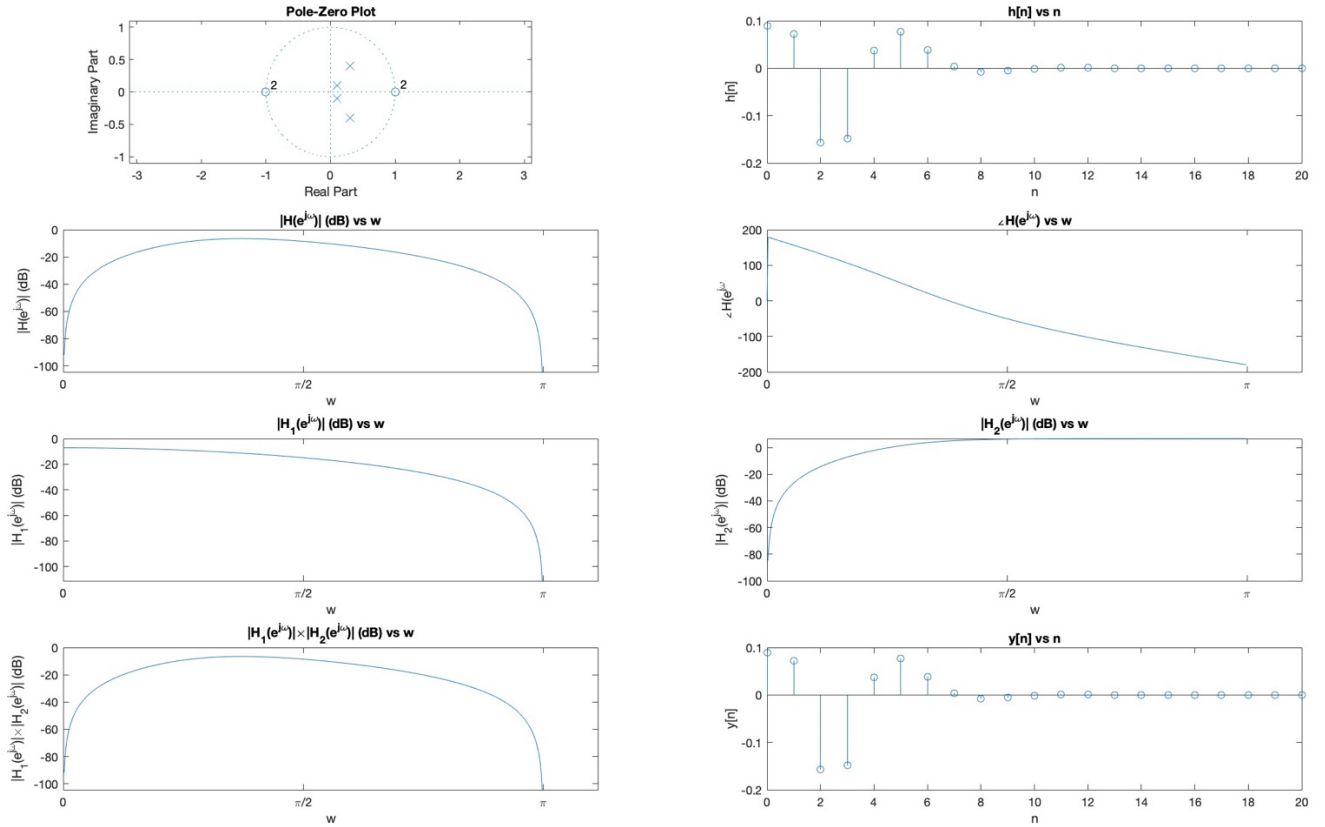 Pole-Zero Plot
Imaginary Part
1
0.5
0
-0.5
-1
2
2
-3
-2
-1
0
1
2
3
Real Part
h[n] vs n
h[n]
0.1
0
-0.1
-0.2
0
2
4
6
8
10
12
14
16
18
20
n
|H(e^jω)| (dB) vs w
|H(e^jω)| (dB)
0
-20
-40
-60
-80
-100
0
π/2
π
w
∠H(e^jω) vs w
∠H(e^jω
200
100
0
-100
-200
0
π/2
π
w
|H_1(e^jω)| (dB) vs w
|H_1(e^jω)| (dB)
0
-20
-40
-60
-80
-100
0
π/2
π
w
|H_2(e^jω)| (dB) vs w
|H_2(e^jω)| (dB)
0
-20
-40
-60
-80
-100
0
π/2
π
w
|H_1(e^jω)|×|H_2(e^jω)| (dB) vs w
|H_1(e^jω)|×|H_2(e^jω)| (dB)
0
-20
-40
-60
-80
-100
0
π/2
π
w
y[n] vs n
y[n]
0.1
0
-0.1
-0.2
0
2
4
6
8
10
12
14
16
18
20
n